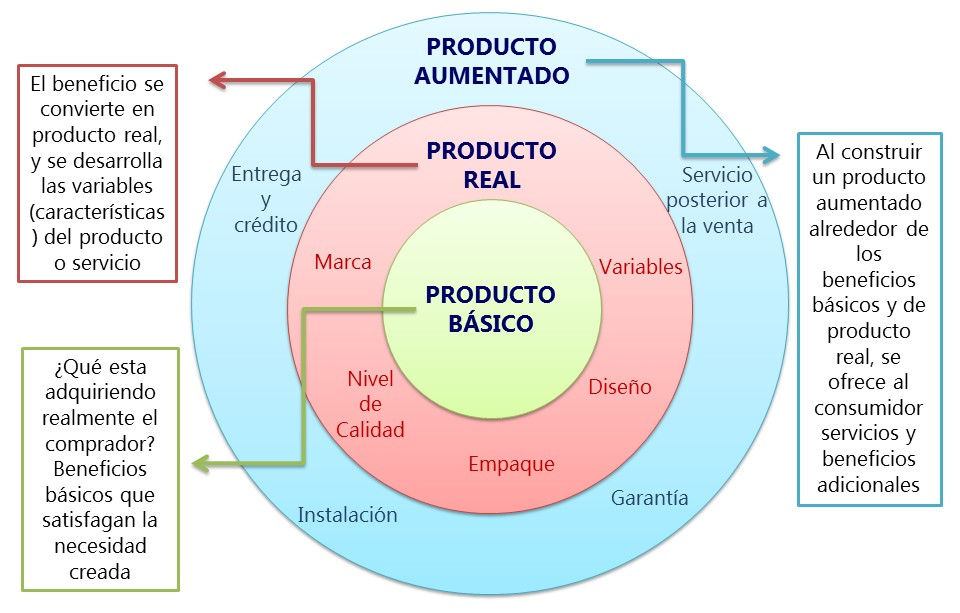 PRODUCTO
AUMENTADO
PRODUCTO
REAL
PRODUCTO
BÁSICO
El beneficio se
convierte en
producto real,
y se desarrolla
las variables
(características
) del producto
o servicio
¿Qué esta
adquiriendo
realmente el
comprador?
Beneficios
básicos que
satisfagan la
necesidad
creada
Entrega
y
crédito
Servicio
posterior a
la venta
Instalación
Garantía
Marca
Variables
Nivel
de
Calidad
Diseño
Empaque
Al construir
un producto
aumentado
alrededor de
los
beneficios
básicos y de
producto
real, se
ofrece al
consumidor
servicios y
beneficios
adicionales